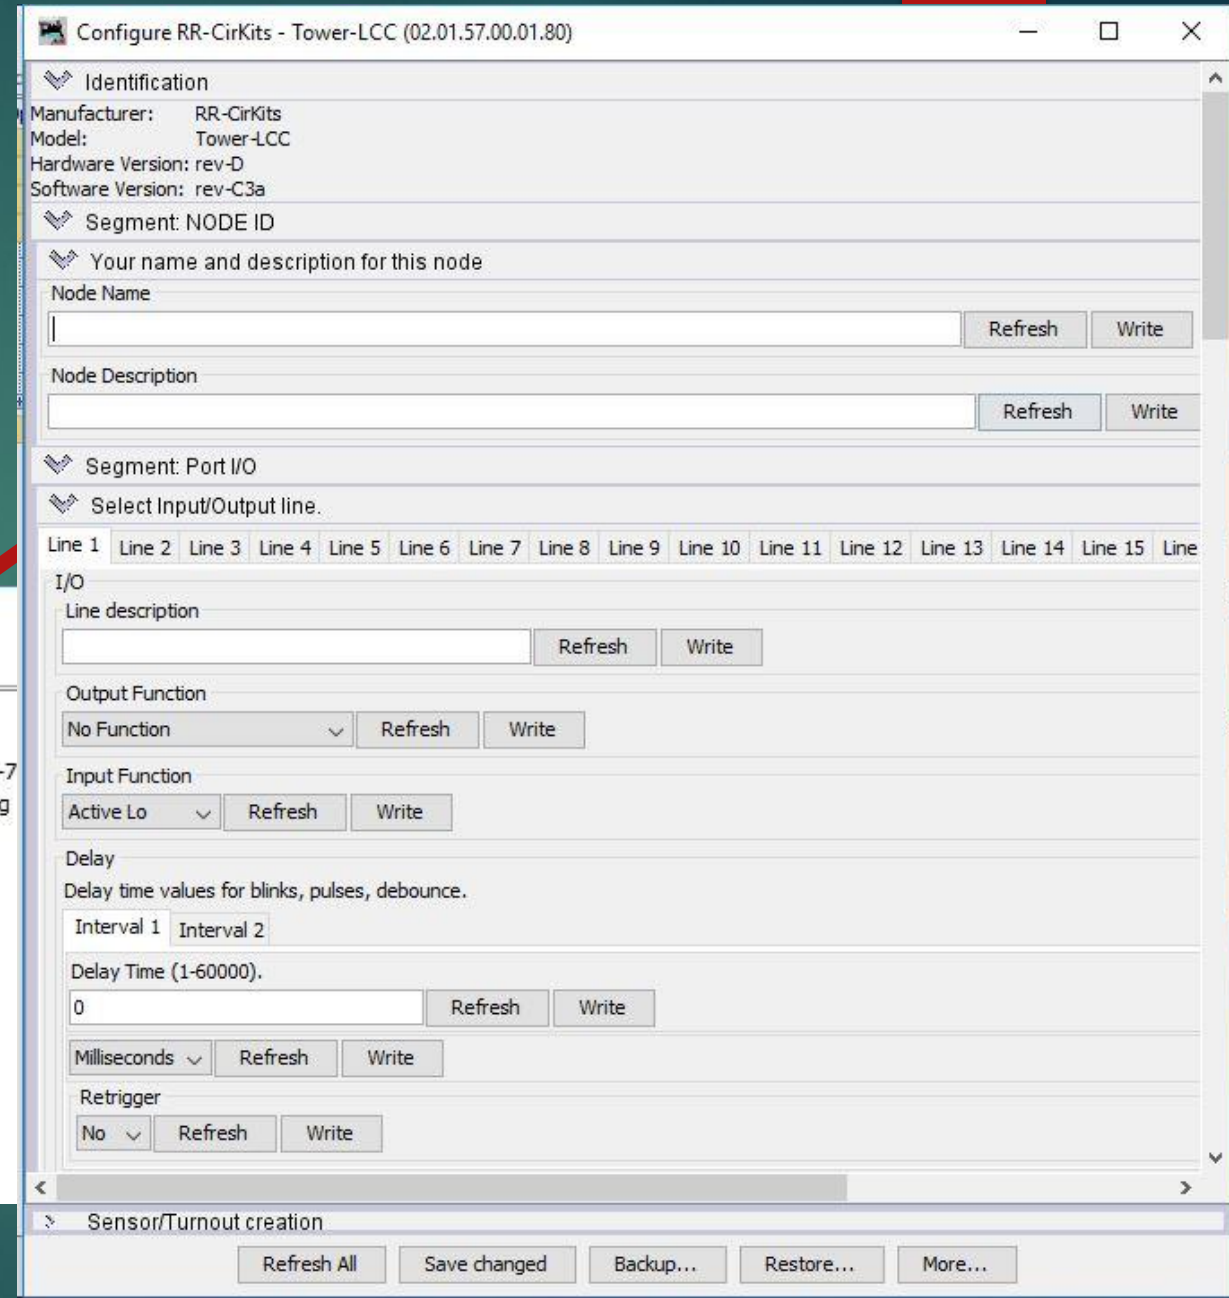 Configure RR-CirKits - Tower-LCC (02.01.57.00.01.80)
Identification
Manufacturer: RR-CirKits
Model: Tower-LCC
Hardware Version: rev-D
Software Version: rev-C3a
Segment: NODE ID
Your name and description for this node
Node Name
Refresh Write
Node Description
Refresh Write
Segment: Port I/O
Select Input/Output line.
Line 1 Line 2 Line 3 Line 4 Line 5 Line 6 Line 7 Line 8 Line 9 Line 10 Line 11 Line 12 Line 13 Line 14 Line 15 Line
I/O
Line description
Refresh Write
Output Function
No Function Refresh Write
-7
Input Function
g
Active Lo Refresh Write
Delay
Delay time values for blinks, pulses, debounce.
Interval 1 Interval 2
Delay Time (1-60000).
0 Refresh Write
Milliseconds Refresh Write
Retrigger
No Refresh Write
Sensor/Turnout creation
Refresh All Save changed Backup... Restore... More...